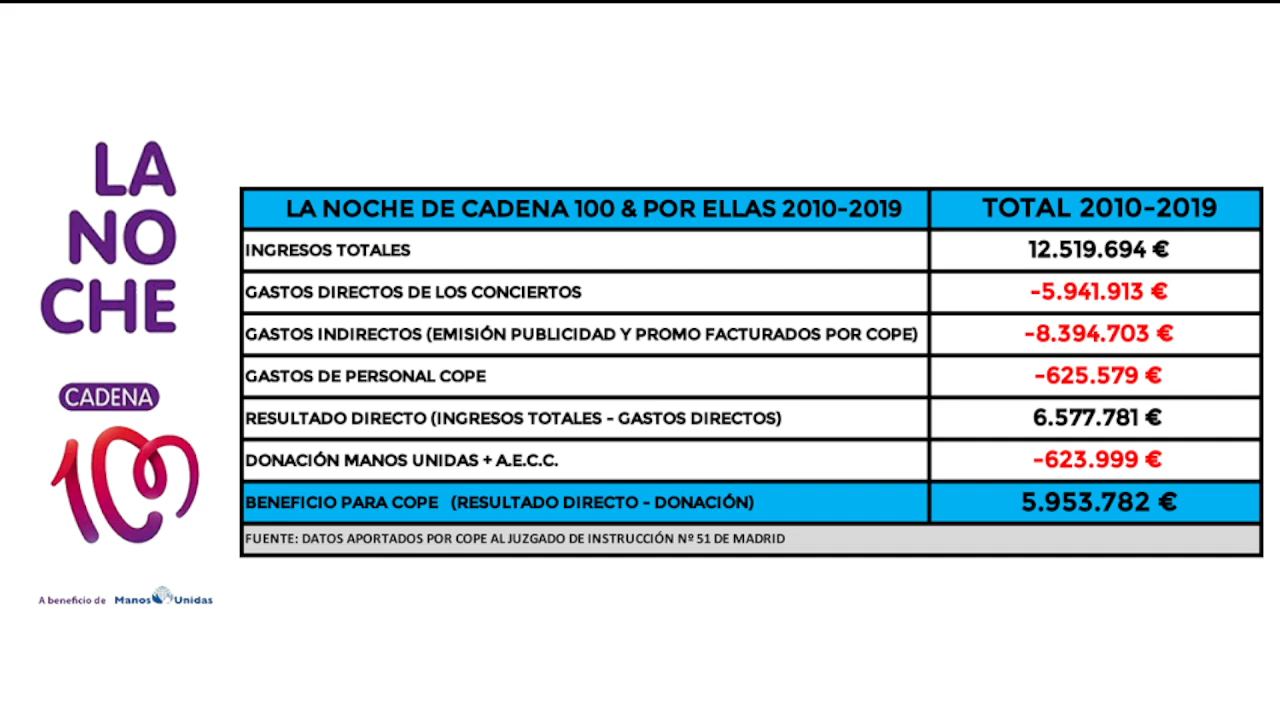 LA
NO
CHE
CADENA
100
A beneficio de Manos Unidas
LA NOCHE DE CADENA 100 & POR ELLAS 2010-2019 TOTAL 2010-2019
INGRESOS TOTALES 12.519.694 €
GASTOS DIRECTOS DE LOS CONCIERTOS -5.941.913 €
GASTOS INDIRECTOS (EMISIÓN PUBLICIDAD Y PROMO FACTURADOS POR COPE) -8.394.703 €
GASTOS DE PERSONAL COPE -625.579 €
RESULTADO DIRECTO (INGRESOS TOTALES - GASTOS DIRECTOS) 6.577.781 €
DONACIÓN MANOS UNIDAS + A.E.C.C. -623.999 €
BENEFICIO PARA COPE (RESULTADO DIRECTO - DONACIÓN) 5.953.782 €
FUENTE: DATOS APORTADOS POR COPE AL JUZGADO DE INSTRUCCIÓN Nº 51 DE MADRID